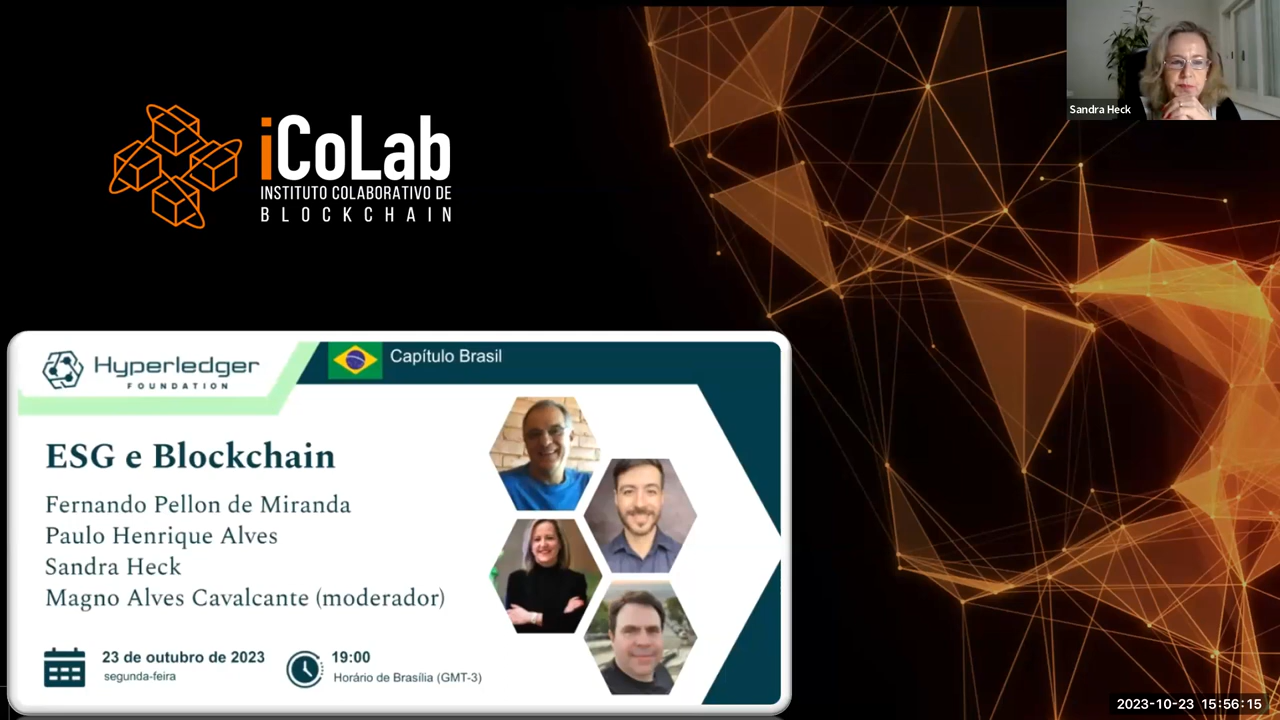 iCoLab
INSTITUTO COLABORATIVO DE
BLOCKCHAIN
Sandra Heck
Hyperledger
FOUNDATION
Capítulo Brasil
ESG e Blockchain
Fernando Pellon de Miranda
Paulo Henrique Alves
Sandra Heck
Magno Alves Cavalcante (moderador)
23 de outubro de 2023
segunda-feira
19:00
Horário de Brasília (GMT-3)
2023-10-23 15:56:15